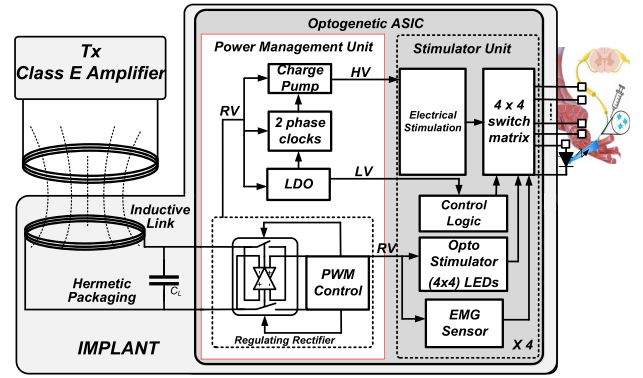 Optogenetic ASIC
Tx
Class E Amplifier
Power Management Unit
Stimulator Unit
Charge
Pump
HV
RV
2 phase
clocks
LDO
LV
Electrical
Stimulation
4 x 4
switch
matrix
Control
Logic
Inductive
Link
Hermetic
Packaging
CL
PWM
Control
RV
Opto
Stimulator
(4x4) LEDs
EMG
Sensor
Regulating Rectifier
X 4
IMPLANT